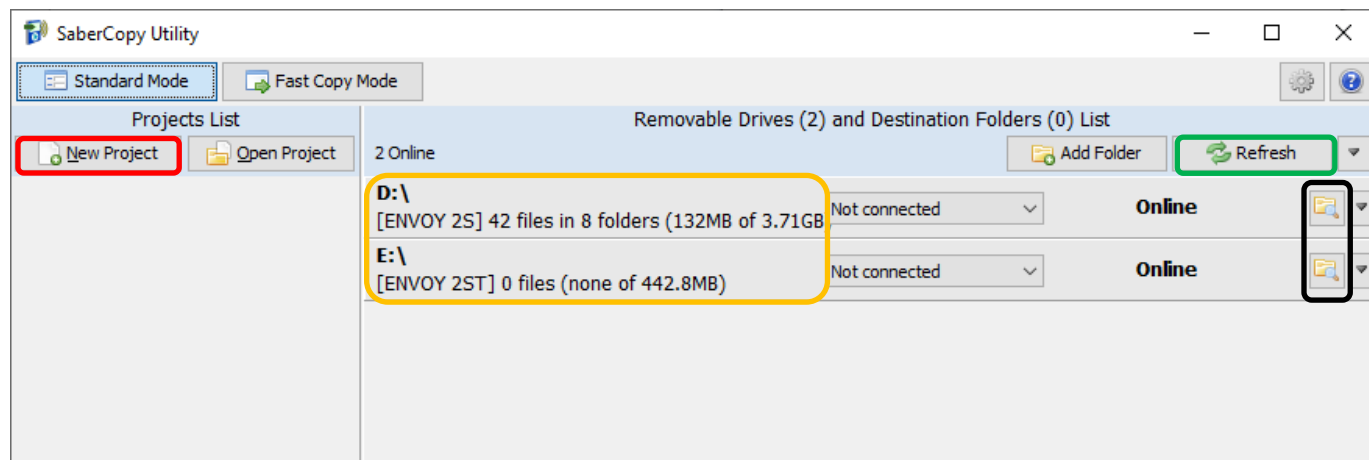 SaberCopy Utility
Standard Mode Fast Copy Mode
Projects List Removable Drives (2) and Destination Folders (0) List
New Project Open Project 2 Online Add Folder Refresh
D:\
[ENVOY 2S] 42 files in 8 folders (132MB of 3.71GB Not connected Online
E:\
[ENVOY 2ST] 0 files (none of 442.8MB) Not connected Online